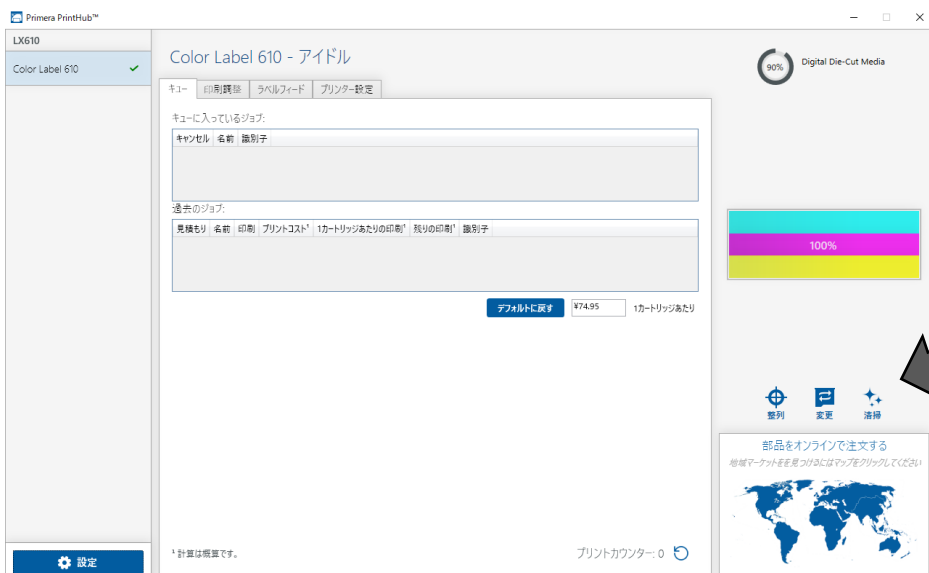 Primera PrintHub™
LX610
Color Label 610
Color Label 610 - アイドル
キュー 印刷調整 ラベルフィード プリンター設定
キューに入っているジョブ:
キャンセル 名前 識別子
過去のジョブ:
見積もり 名前 印刷 プリントコスト¹ 1カートリッジあたりの印刷¹ 残りの印刷¹ 識別子
デフォルトに戻す ¥74.95 1カートリッジあたり
¹ 計算は概算です。
プリントカウンター: 0
設定
90% Digital Die-Cut Media
100%
整列 変更 清掃
部品をオンラインで注文する
地域マーケットをを見つけるにはマップをクリックしてください